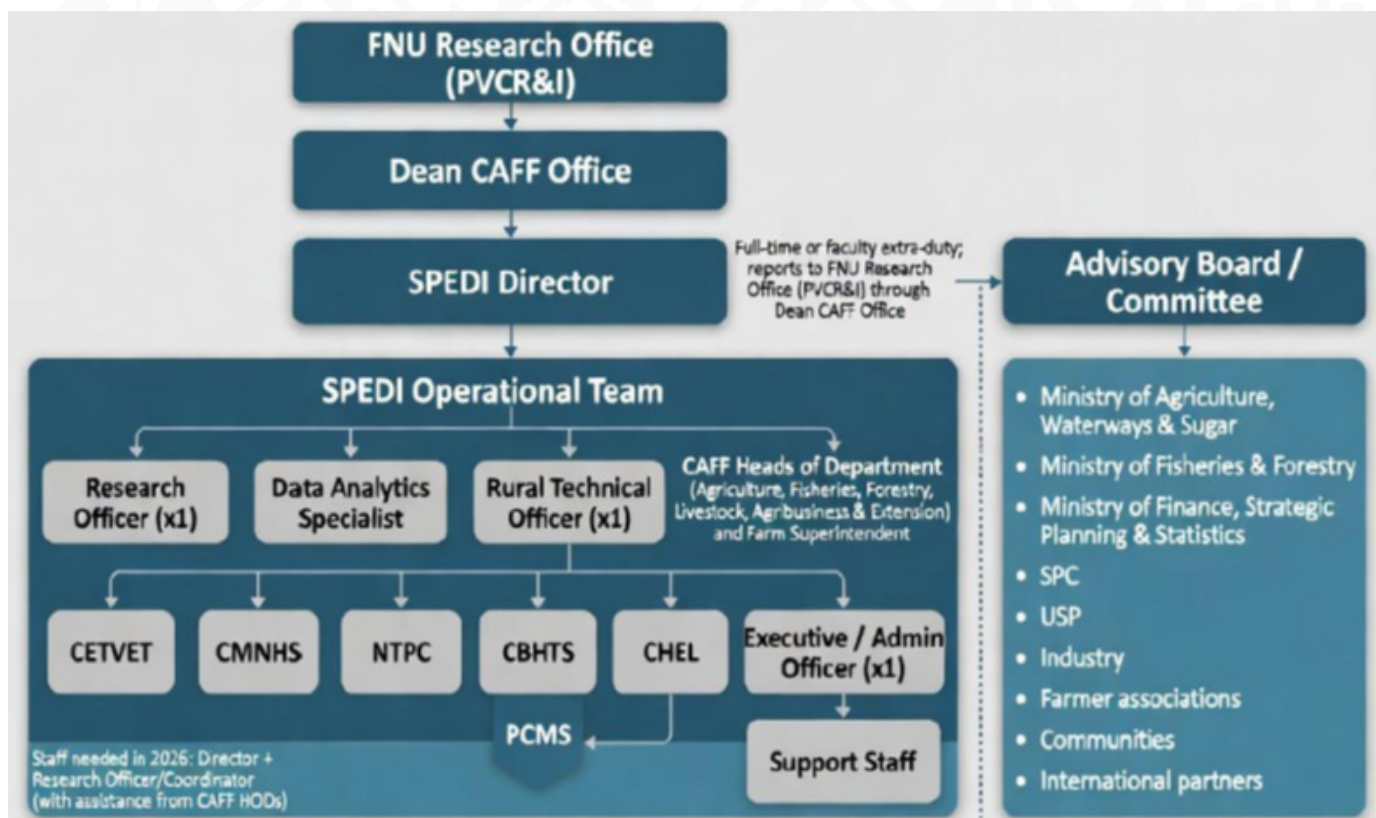 FNU Research Office
(PVCR&I)
Dean CAFF Office
SPEDI Director
Full-time or faculty extra-duty;
reports to FNU Research
Office (PVCR&I) through
Dean CAFF Office
Advisory Board /
Committee
SPEDI Operational Team
Research
Officer (x1)
Data Analytics
Specialist
Rural Technical
Officer (x1)
CAFF Heads of Department
(Agriculture, Fisheries, Forestry,
Livestock, Agribusiness & Extension)
and Farm Superintendent
CETVET
CMNHS
NTPC
CBHTS
CHEL
Executive / Admin
Officer (x1)
PCMS
Support Staff
Staff needed in 2026: Director +
Research Officer/Coordinator
(with assistance from CAFF HODs)
• Ministry of Agriculture,
Waterways & Sugar
• Ministry of Fisheries & Forestry
• Ministry of Finance, Strategic
Planning & Statistics
• SPC
• USP
• Industry
• Farmer associations
• Communities
• International partners